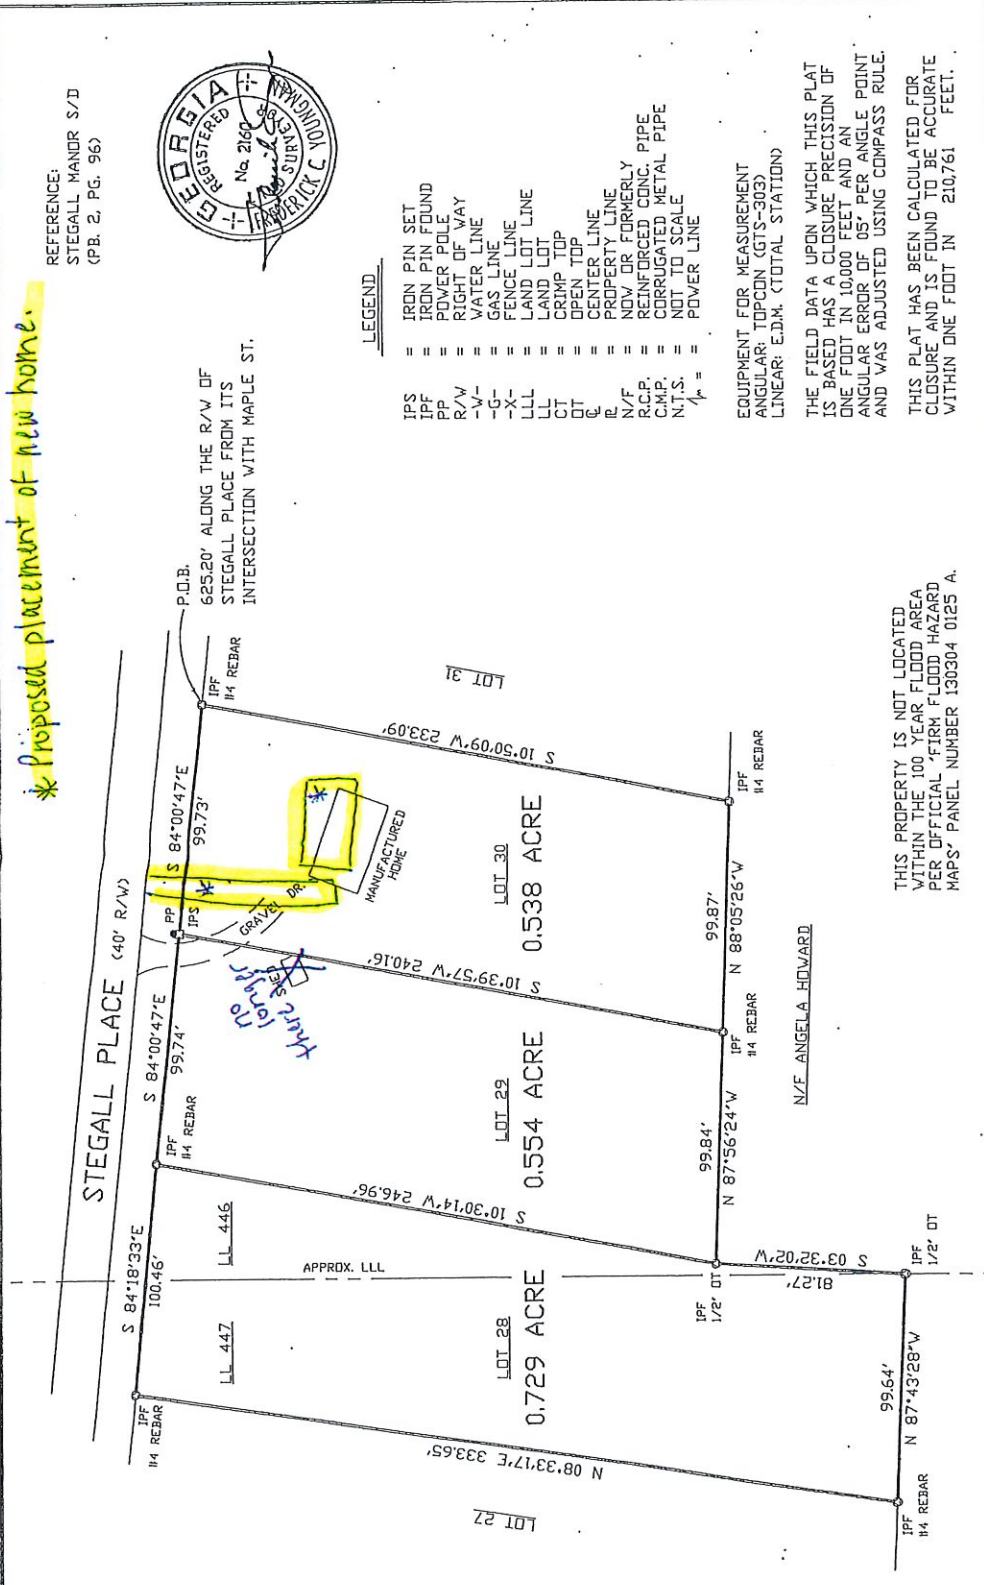 * Proposed placement of new home.
REFERENCE:
STEGALL MANOR S/D
(PB. 2, PG. 96)
GEORGIA
REGISTERED
No. 2160
SURVEYOR
FREDERICK C YOUNGMAN
P.O.B.
625.20' ALONG THE R/W OF
STEGALL PLACE FROM ITS
INTERSECTION WITH MAPLE ST.
LEGEND
IPS = IRON PIN SET
IPF = IRON PIN FOUND
PP = POWER POLE
R/W = RIGHT OF WAY
-W- = WATER LINE
-G- = GAS LINE
-X- = FENCE LINE
LLL = LAND LOT LINE
LL = LAND LOT
CT = CRIMP TOP
OT = OPEN TOP
℄ = CENTER LINE
PL = PROPERTY LINE
N/F = NOW OR FORMERLY
R.C.P. = REINFORCED CONC. PIPE
C.M.P. = CORRUGATED METAL PIPE
N.T.S. = NOT TO SCALE
= POWER LINE
EQUIPMENT FOR MEASUREMENT
ANGULAR: TOPCON (GTS-303)
LINEAR: E.D.M. (TOTAL STATION)
THE FIELD DATA UPON WHICH THIS PLAT
IS BASED HAS A CLOSURE PRECISION OF
ONE FOOT IN 10,000 FEET AND AN
ANGULAR ERROR OF 05" PER ANGLE POINT
AND WAS ADJUSTED USING COMPASS RULE.
THIS PLAT HAS BEEN CALCULATED FOR
CLOSURE AND IS FOUND TO BE ACCURATE
WITHIN ONE FOOT IN 210,761 FEET.
STEGALL PLACE (40' R/W)
S 84°18'33"E
100.46'
S 84°00'47"E
99.74'
S 84°00'47"E
99.73'
IPF
#4 REBAR
IPF
#4 REBAR
PP
IPS
IPF
#4 REBAR
LL 447
LL 446
APPROX. LLL
GRAVEL DR.
*
*
MANUFACTURED
HOME
SHED
no
longer
there
LOT 27
N 08°33'17"E 333.65'
LOT 28
0.729 ACRE
S 10°30'14"W 246.96'
LOT 29
0.554 ACRE
S 10°39'57"W 240.16'
LOT 30
0.538 ACRE
S 10°50'09"W 233.09'
LOT 31
IPF
1/2" OT
99.84'
N 87°56'24"W
IPF
#4 REBAR
99.87'
N 88°05'26"W
IPF
#4 REBAR
S 03°32'02"W
81.27'
IPF
1/2" OT
99.64'
N 87°43'28"W
IPF
#4 REBAR
N/F ANGELA HOWARD
THIS PROPERTY IS NOT LOCATED
WITHIN THE 100 YEAR FLOOD AREA
PER OFFICIAL "FIRM FLOOD HAZARD
MAPS" PANEL NUMBER 130304 0125 A.